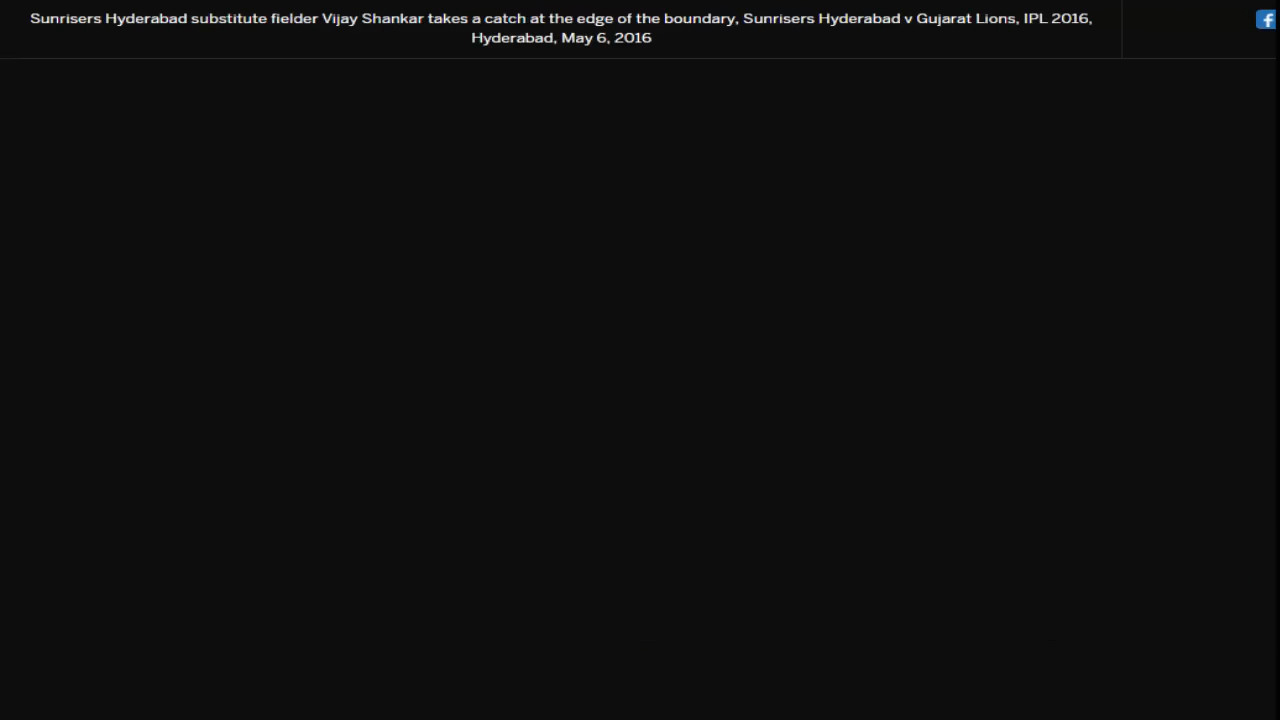 Sunrisers Hyderabad substitute fielder Vijay Shankar takes a catch at the edge of the boundary, Sunrisers Hyderabad v Gujarat Lions, IPL 2016,
Hyderabad, May 6, 2016